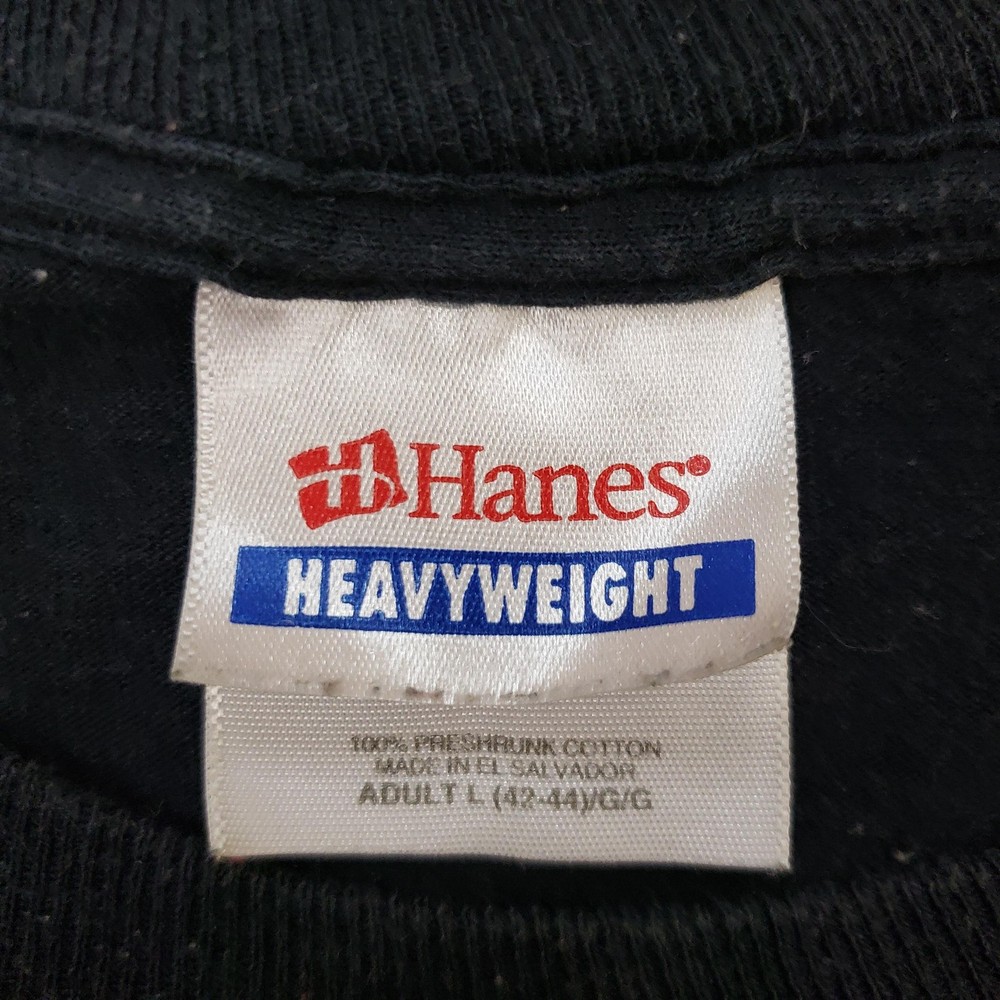 Hanes
HEAVYWEIGHT
100% PRESHRUNK COTTON
MADE IN EL SALVADOR
ADULT L (42-44)/G/G